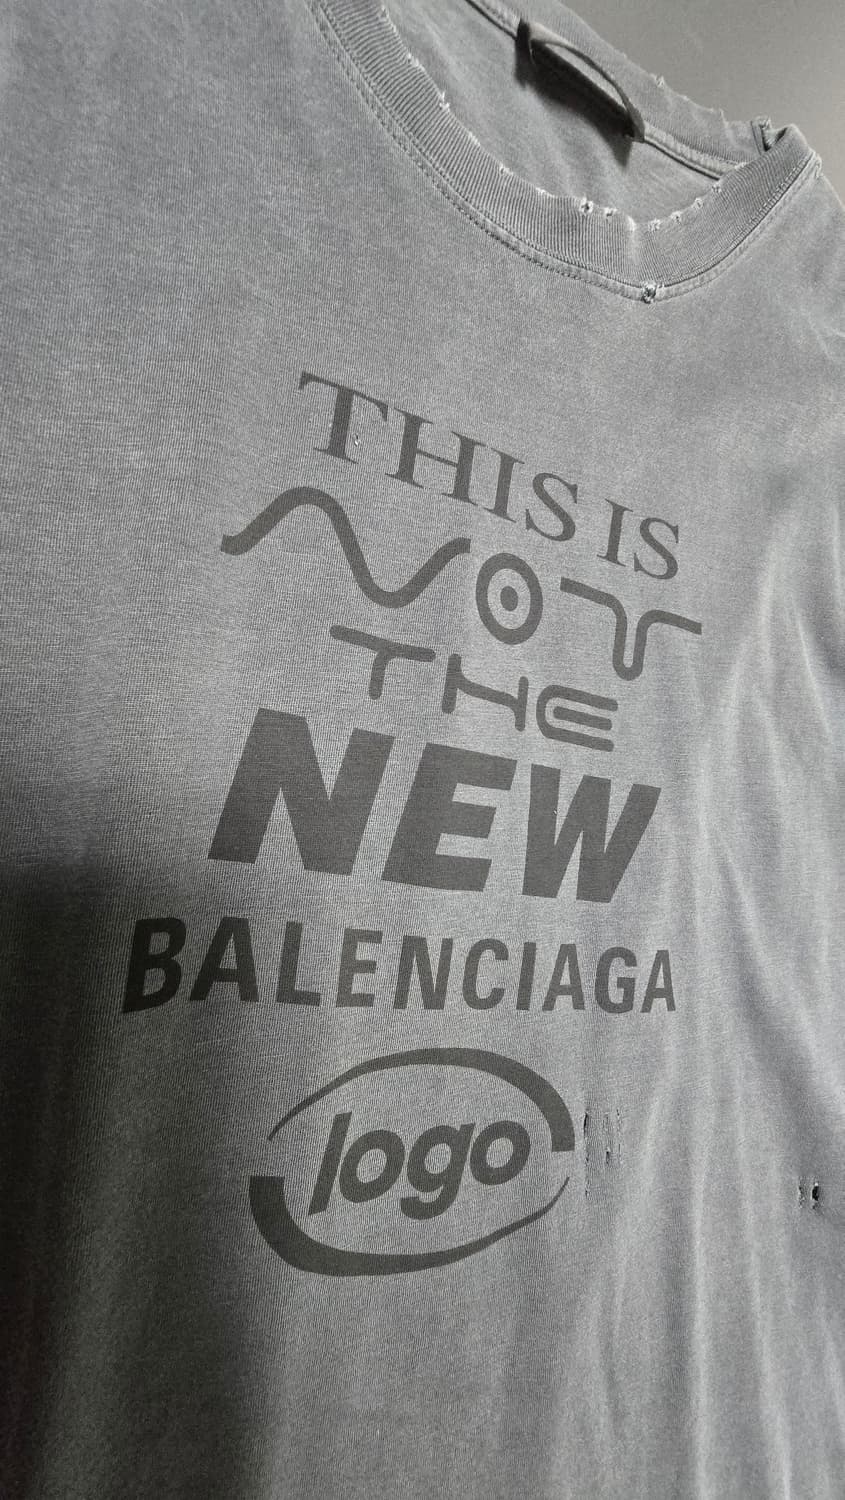 THIS IS
NOT
THE
NEW
BALENCIAGA
logo